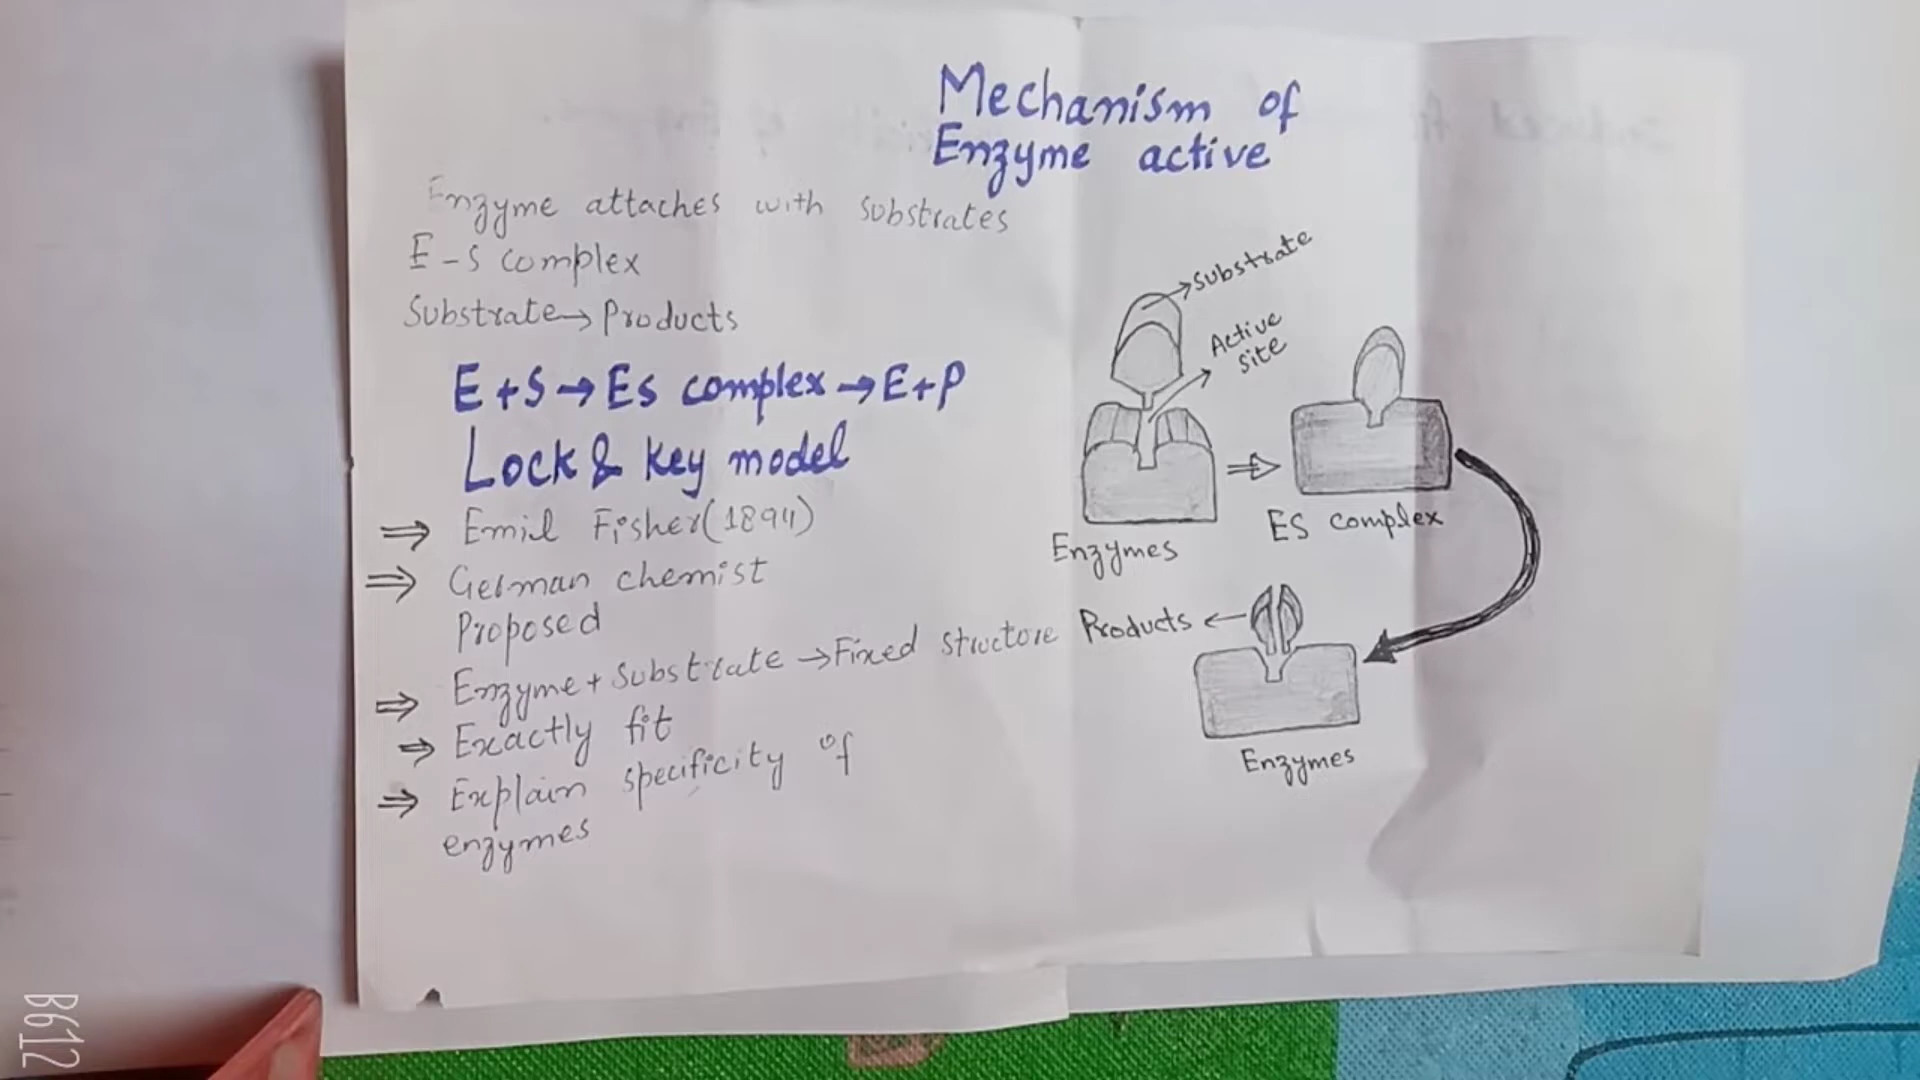 Mechanism of
Enzyme active
Enzyme attaches with substrates
E-S complex
Substrate→Products
E+S→Es complex→E+P
Lock & key model
⇒ Emil Fisher(1894)
⇒ German chemist
Proposed
⇒ Enzyme+Substrate→Fixed structore
⇒ Exactly fit
⇒ Explain specificity of
enzymes
Substrate
Active
site
Enzymes
ES complex
Products
Enzymes
B612